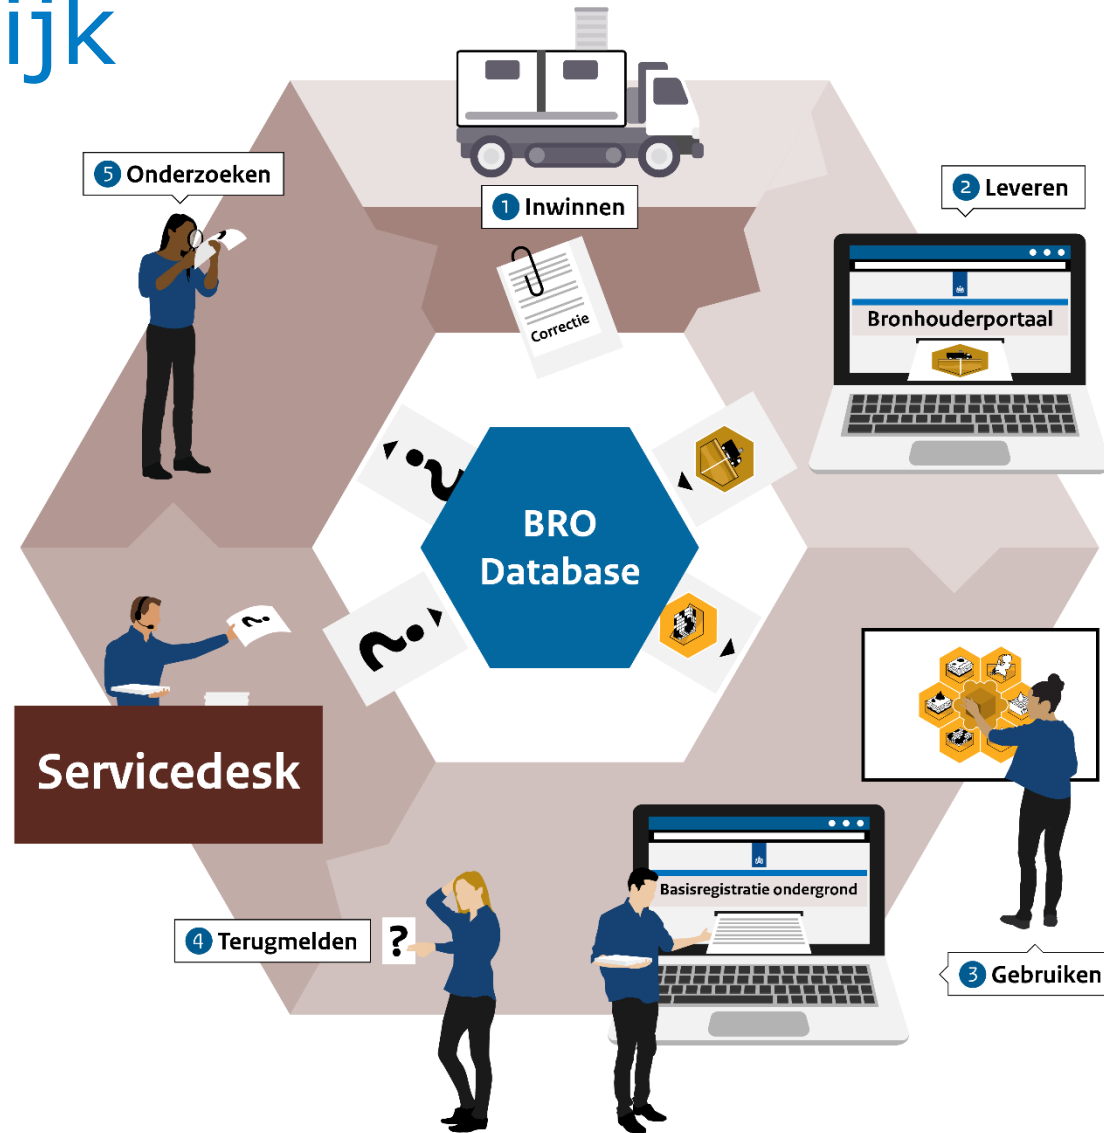 ijk
5 Onderzoeken
1 Inwinnen
2 Leveren
Correctie
Bronhouderportaal
BRO
Database
?
?
?
Servicedesk
Basisregistratie ondergrond
4 Terugmelden
?
3 Gebruiken